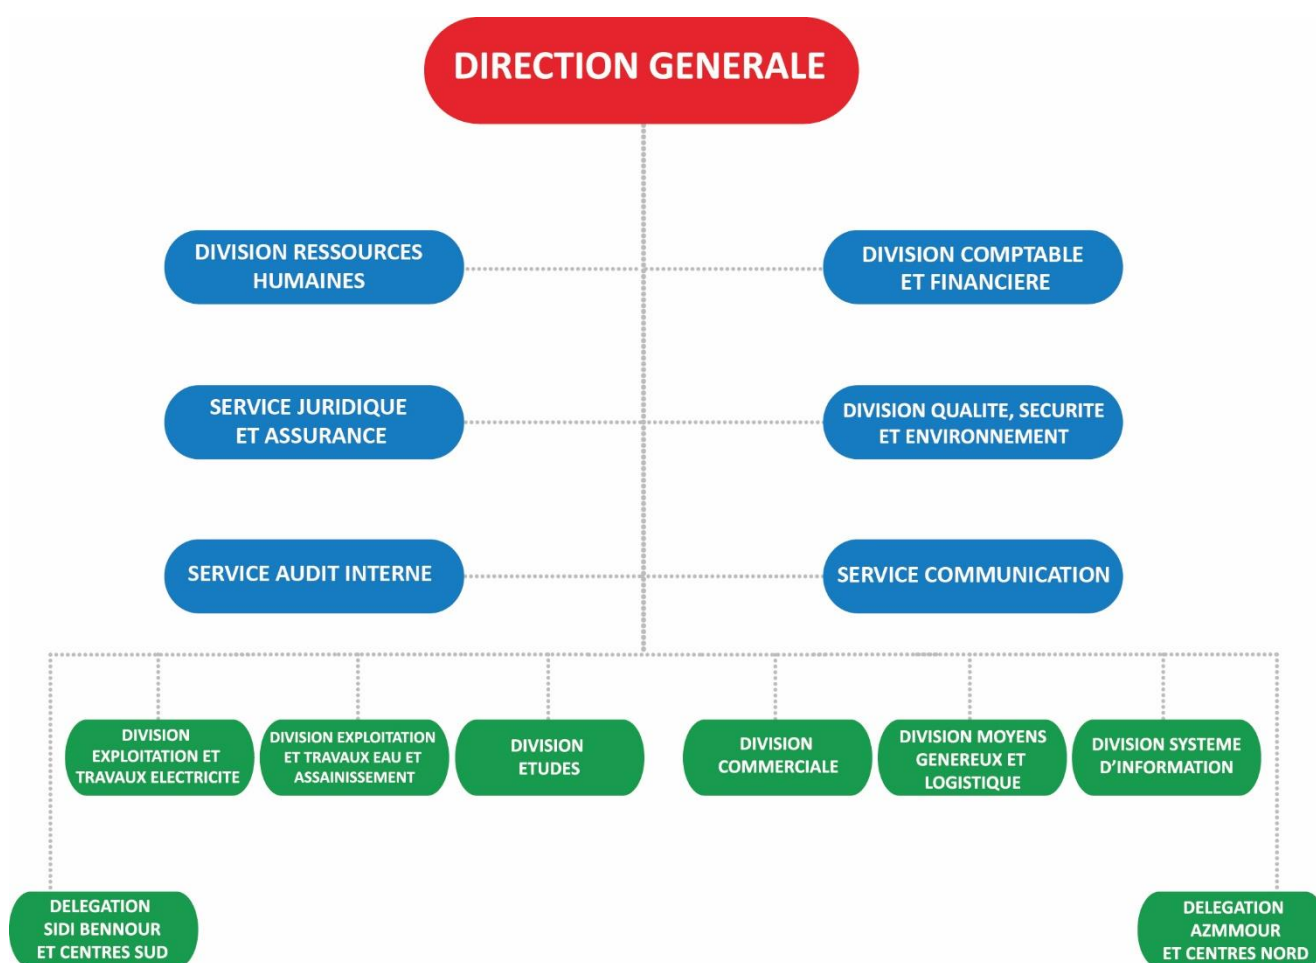 DIRECTION GENERALE
DIVISION RESSOURCES
HUMAINES
DIVISION COMPTABLE
ET FINANCIERE
SERVICE JURIDIQUE
ET ASSURANCE
DIVISION QUALITE, SECURITE
ET ENVIRONNEMENT
SERVICE AUDIT INTERNE
SERVICE COMMUNICATION
DIVISION
EXPLOITATION ET
TRAVAUX ELECTRICITE
DIVISION EXPLOITATION
ET TRAVAUX EAU ET
ASSAINISSEMENT
DIVISION
ETUDES
DIVISION
COMMERCIALE
DIVISION MOYENS
GENEREUX ET
LOGISTIQUE
DIVISION SYSTEME
D'INFORMATION
DELEGATION
SIDI BENNOUR
ET CENTRES SUD
DELEGATION
AZMMOUR
ET CENTRES NORD